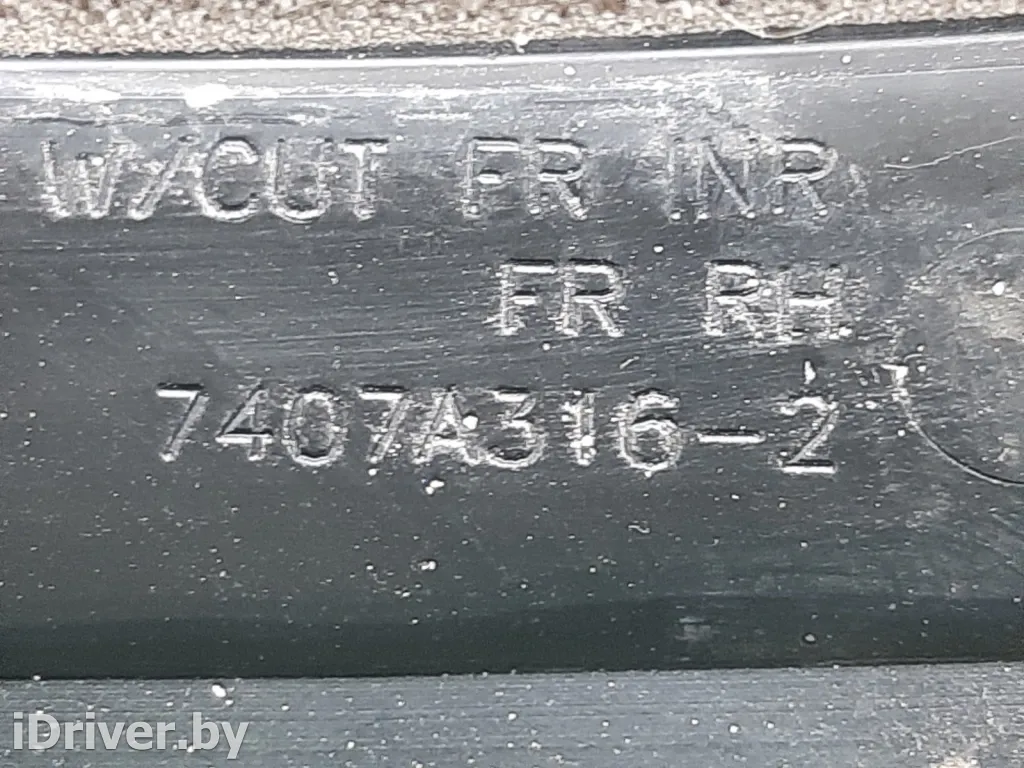 W/CUT FR INR
FR RH
7407A316-2
iDriver.by